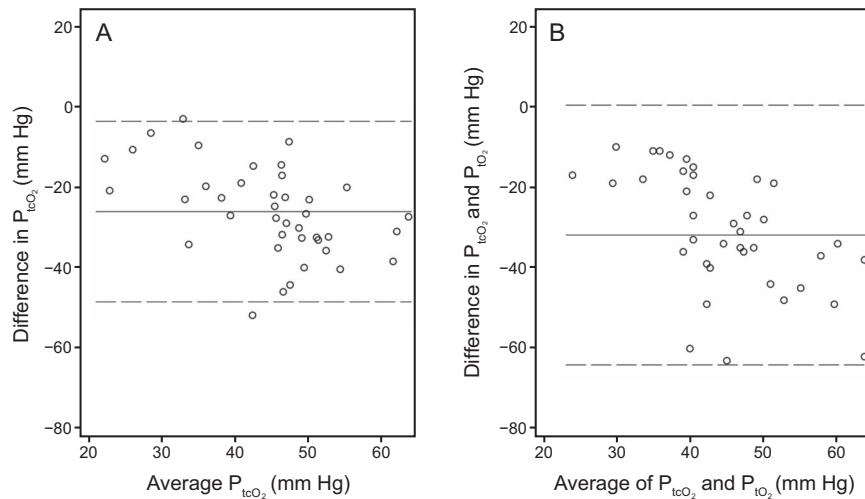 A
20
0
−20
−40
−60
−80
20 30 40 50 60
Difference in PtcO2 (mm Hg)
Average PtcO2 (mm Hg)
B
20
0
−20
−40
−60
−80
20 30 40 50 60
Difference in PtcO2 and PtO2 (mm Hg)
Average of PtcO2 and PtO2 (mm Hg)